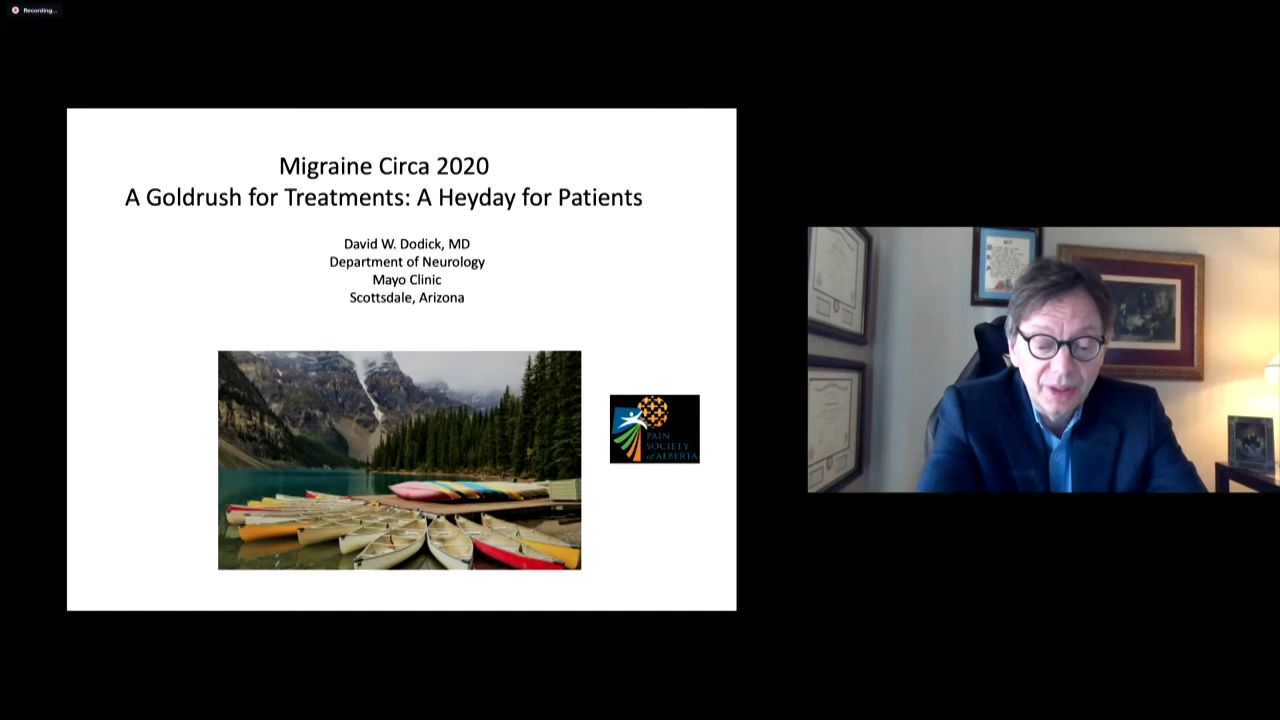 Recording...
Migraine Circa 2020
A Goldrush for Treatments: A Heyday for Patients
David W. Dodick, MD
Department of Neurology
Mayo Clinic
Scottsdale, Arizona
PAIN
SOCIETY
of ALBERTA